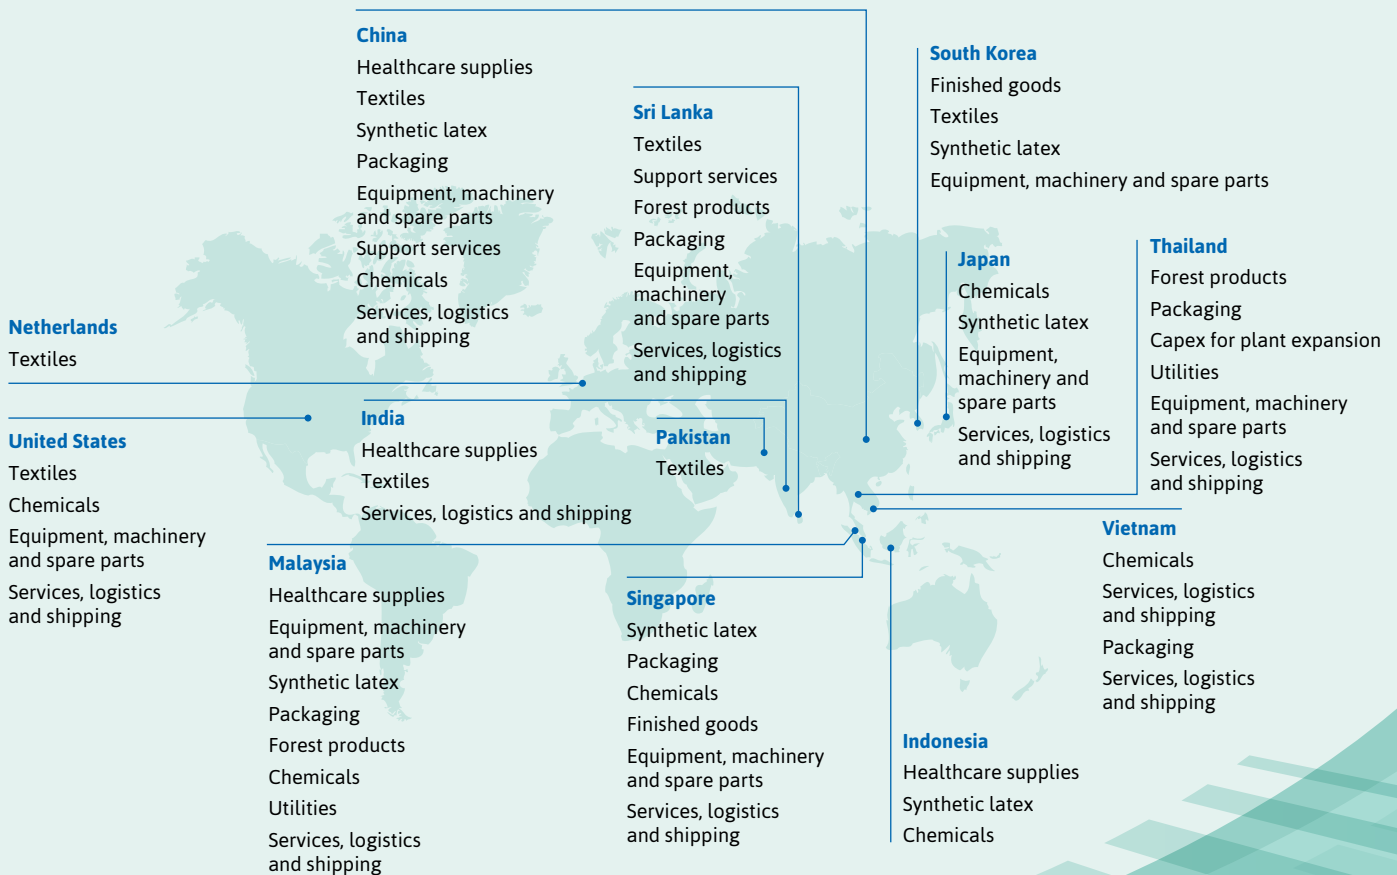 China
Healthcare supplies
Textiles
Synthetic latex
Packaging
Equipment, machinery
and spare parts
Support services
Chemicals
Services, logistics
and shipping
Sri Lanka
Textiles
Support services
Forest products
Packaging
Equipment,
machinery
and spare parts
Services, logistics
and shipping
South Korea
Finished goods
Textiles
Synthetic latex
Equipment, machinery and spare parts
Japan
Chemicals
Synthetic latex
Equipment,
machinery and
spare parts
Services, logistics
and shipping
Thailand
Forest products
Packaging
Capex for plant expansion
Utilities
Equipment, machinery
and spare parts
Services, logistics
and shipping
Netherlands
Textiles
United States
Textiles
Chemicals
Equipment, machinery
and spare parts
Services, logistics
and shipping
India
Healthcare supplies
Textiles
Services, logistics and shipping
Pakistan
Textiles
Malaysia
Healthcare supplies
Equipment, machinery
and spare parts
Synthetic latex
Packaging
Forest products
Chemicals
Utilities
Services, logistics
and shipping
Singapore
Synthetic latex
Packaging
Chemicals
Finished goods
Equipment, machinery
and spare parts
Services, logistics
and shipping
Vietnam
Chemicals
Services, logistics
and shipping
Packaging
Services, logistics
and shipping
Indonesia
Healthcare supplies
Synthetic latex
Chemicals